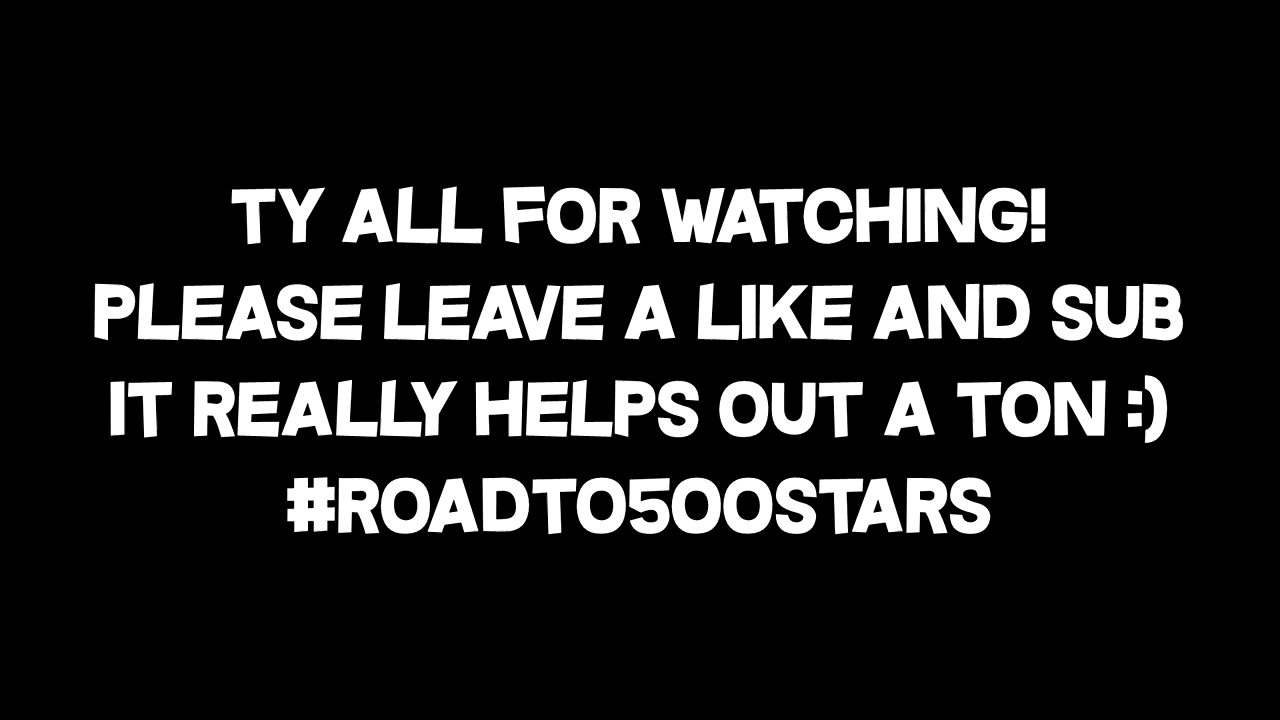 TY ALL FOR WATCHING!
PLEASE LEAVE A LIKE AND SUB
IT REALLY HELPS OUT A TON :)
#ROADTO500STARS